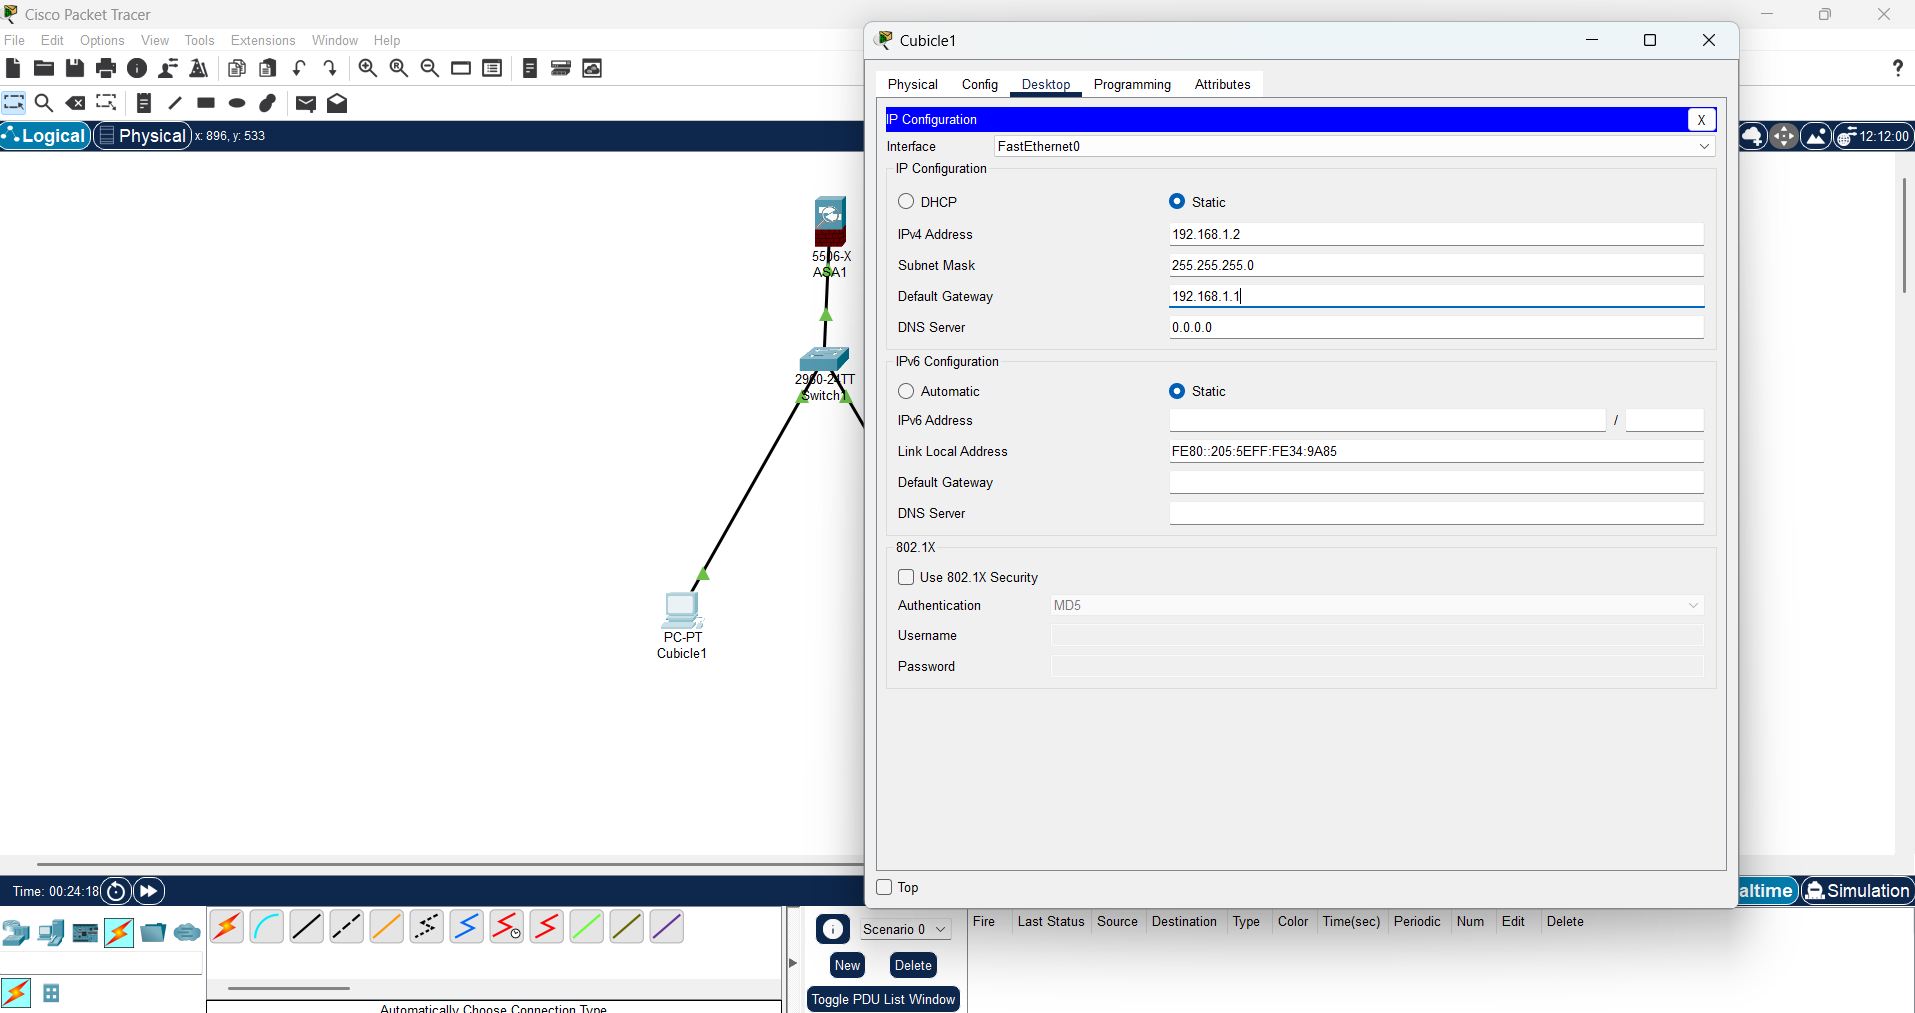 Cisco Packet Tracer
File Edit Options View Tools Extensions Window Help
Logical Physical x: 896, y: 533
12:12:00
5506-X
ASA1
2960-24TT
Switch1
PC-PT
Cubicle1
Cubicle1
Physical Config Desktop Programming Attributes
IP Configuration X
Interface FastEthernet0
IP Configuration
DHCP Static
IPv4 Address 192.168.1.2
Subnet Mask 255.255.255.0
Default Gateway 192.168.1.1
DNS Server 0.0.0.0
IPv6 Configuration
Automatic Static
IPv6 Address /
Link Local Address FE80::205:5EFF:FE34:9A85
Default Gateway
DNS Server
802.1X
Use 802.1X Security
Authentication MD5
Username
Password
Top
Time: 00:24:18
altime Simulation
Scenario 0
New Delete
Toggle PDU List Window
Fire Last Status Source Destination Type Color Time(sec) Periodic Num Edit Delete
Automatically Choose Connection Type